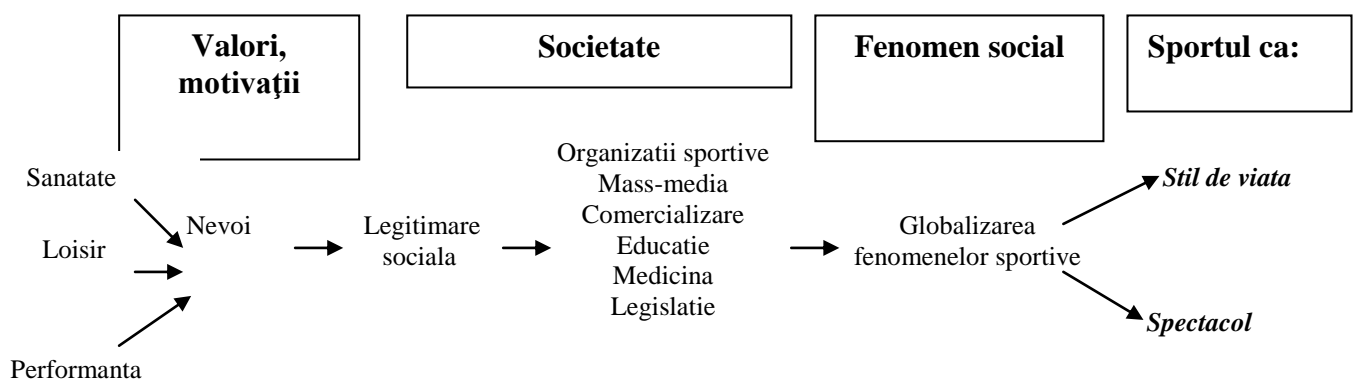 Valori,
motivaţii
Societate
Fenomen social
Sportul ca:
Sanatate
Loisir
Performanta
Nevoi
Legitimare
sociala
Organizatii sportive
Mass-media
Comercializare
Educatie
Medicina
Legislatie
Globalizarea
fenomenelor sportive
Stil de viata
Spectacol